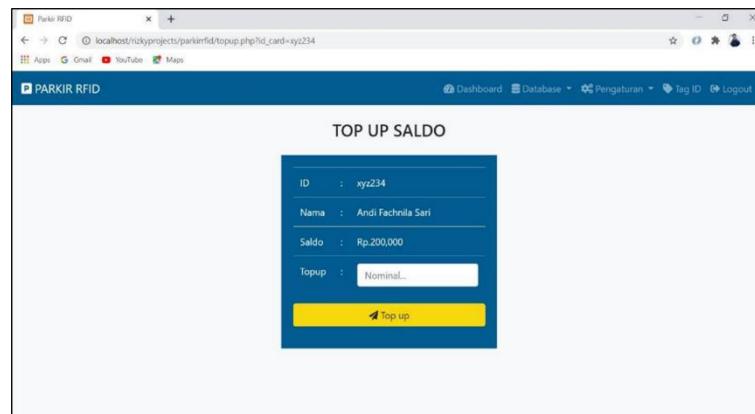 Parkir RFID
localhost/rizkyprojects/parkirrfid/topup.php?id_card=xyz234
Apps Gmail YouTube Maps
PARKIR RFID Dashboard Database Pengaturan Tag ID Logout
TOP UP SALDO
ID : xyz234
Nama : Andi Fachnila Sari
Saldo : Rp.200,000
Topup : Nominal...
Top up